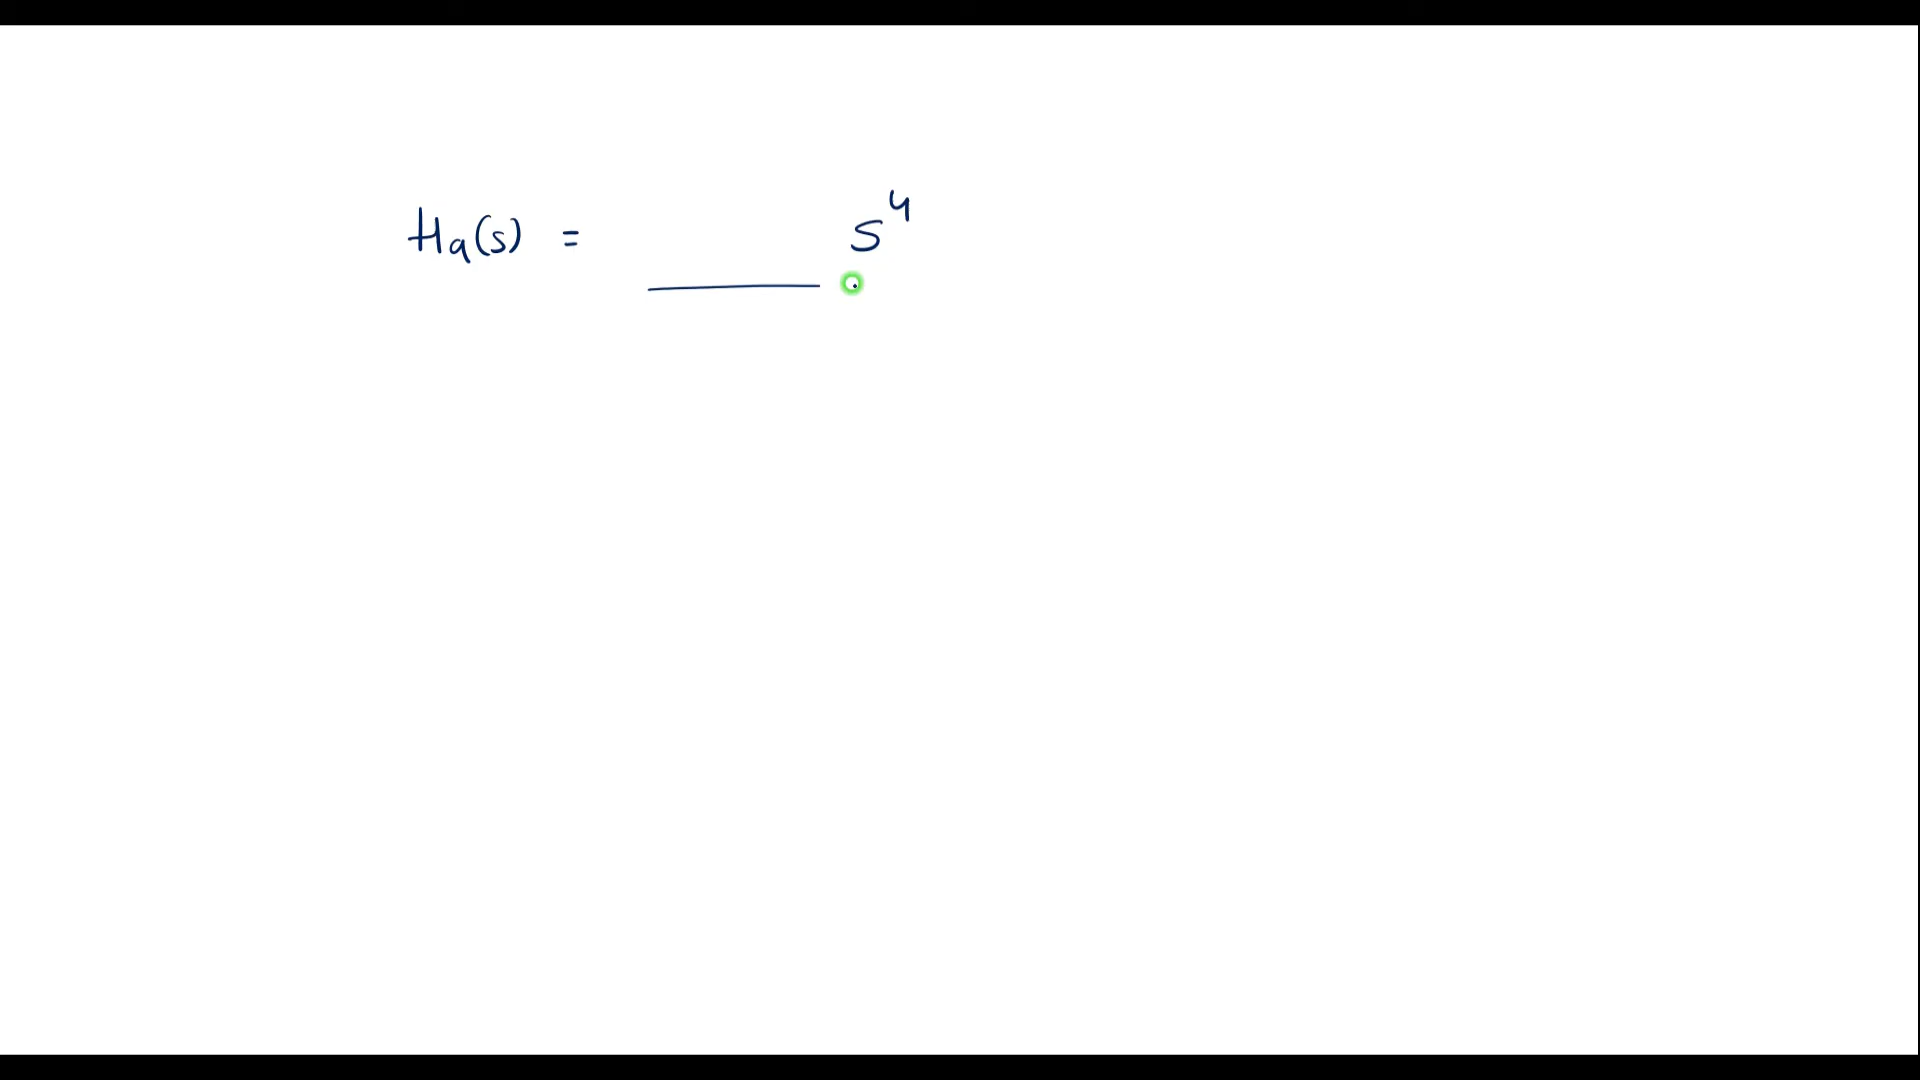 Ha(s) = s⁴